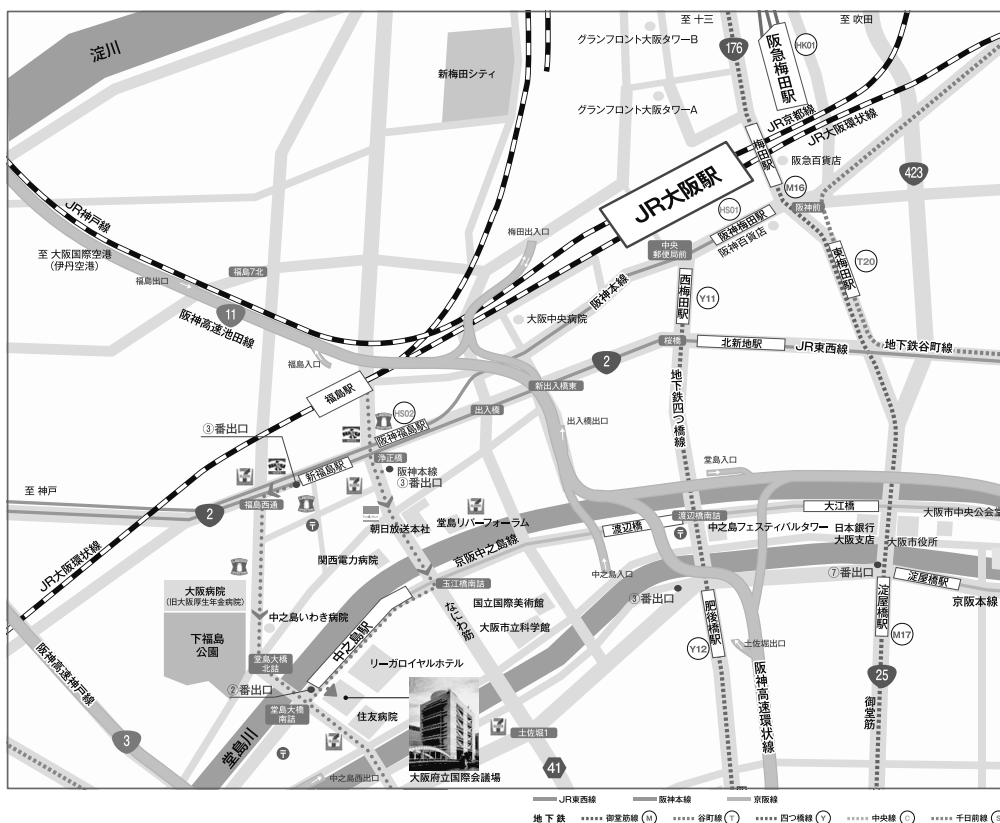 至 十三
至 吹田
淀川
グランフロント大阪タワーB
176
阪急梅田駅
HK01
新梅田シティ
グランフロント大阪タワーA
JR京都線
JR大阪環状線
梅田駅
阪急百貨店
423
JR大阪駅
M16
HS01
阪神前
JR神戸線
阪神梅田駅
阪神百貨店
梅田出入口
中央
郵便局前
東梅田駅
T20
至 大阪国際空港
(伊丹空港)
福島7北
福島出口
西梅田駅
Y11
阪神本線
11
阪神高速池田線
大阪中央病院
桜橋
北新地駅
JR東西線
地下鉄谷町線
福島入口
2
新出入橋東
地下鉄四つ橋線
福島駅
HS02
出入橋
出入橋出口
③番出口
阪神福島駅
浄正橋
新福島駅
阪神本線
③番出口
堂島入口
至 神戸
2
福島西通
朝日放送本社
堂島リバーフォーラム
渡辺橋
渡辺橋南詰
大江橋
中之島フェスティバルタワー
日本銀行
大阪支店
大阪市中央公会堂
大阪市役所
JR大阪環状線
関西電力病院
京阪中之島線
中之島入口
⑦番出口
淀屋橋駅
京阪本線
大阪病院
(旧大阪厚生年金病院)
玉江橋南詰
③番出口
国立国際美術館
大阪市立科学館
なにわ筋
肥後橋駅
淀屋橋駅
M17
下福島
公園
中之島いわき病院
中之島駅
Y12
土佐堀出口
堂島大橋
北詰
リーガロイヤルホテル
阪神高速神戸線
②番出口
堂島大橋
南詰
住友病院
25
御堂筋
阪神高速環状線
3
堂島川
土佐堀1
41
中之島西出口
大阪府立国際会議場
JR東西線
阪神本線
京阪線
地下鉄
御堂筋線 M
谷町線 T
四つ橋線 Y
中央線 C
千日前線